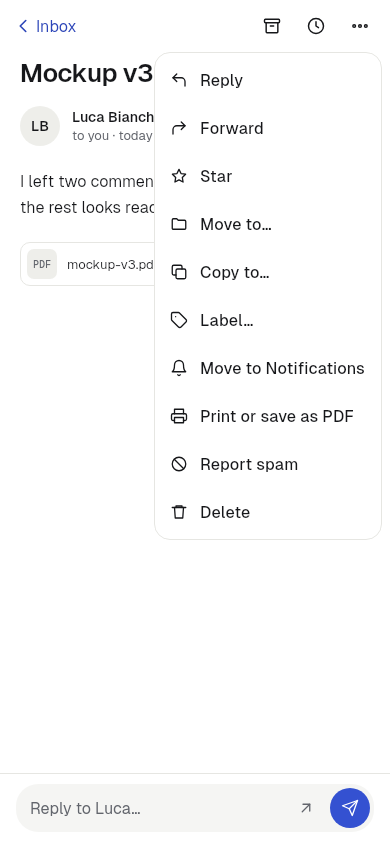 Inbox
Mockup v3
LB
Luca Bianch
to you · today
I left two commen
the rest looks read
PDF
mockup-v3.pd
Reply
Forward
Star
Move to…
Copy to…
Label…
Move to Notifications
Print or save as PDF
Report spam
Delete
Reply to Luca…